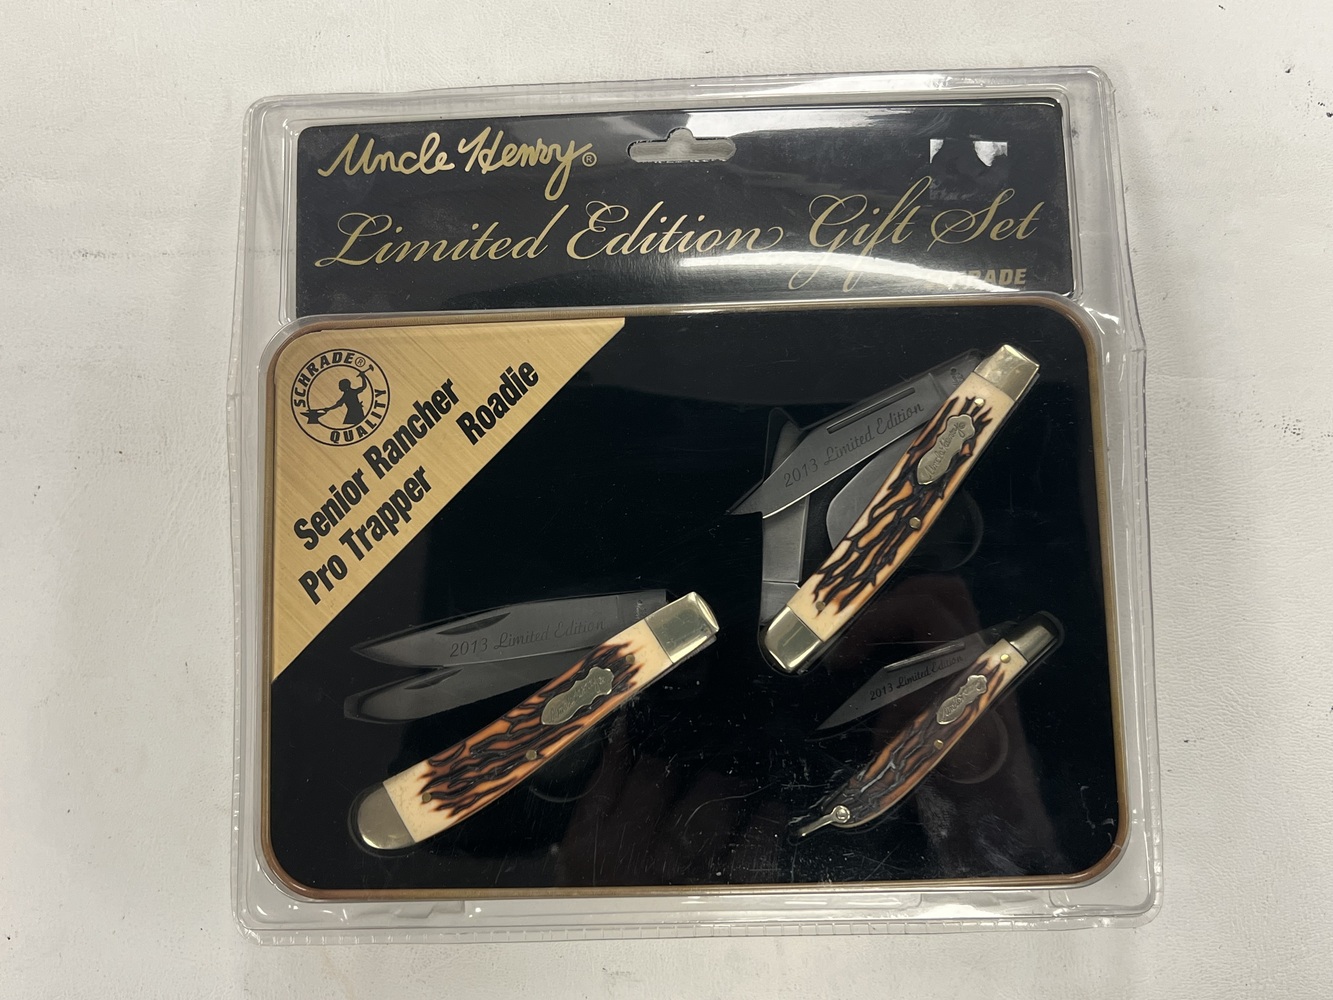 Uncle Henry®
Limited Edition Gift Set
SCHRADE®
QUALITY
Senior Rancher
Pro Trapper
Roadie
2013 Limited Edition
2013 Limited Edition
2013 Limited Edition